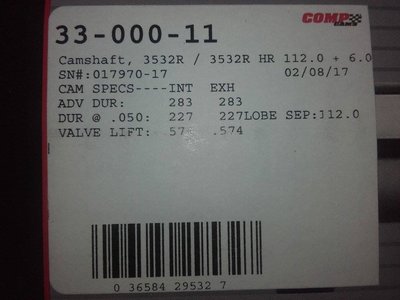 COMP
CAMS
33-000-11
Camshaft, 3532R / 3532R HR 112.0 + 6.0
SN#:017970-17 02/08/17
CAM SPECS----INT EXH
ADV DUR: 283 283
DUR @ .050: 227 227LOBE SEP:112.0
VALVE LIFT: .574
0 36584 29532 7